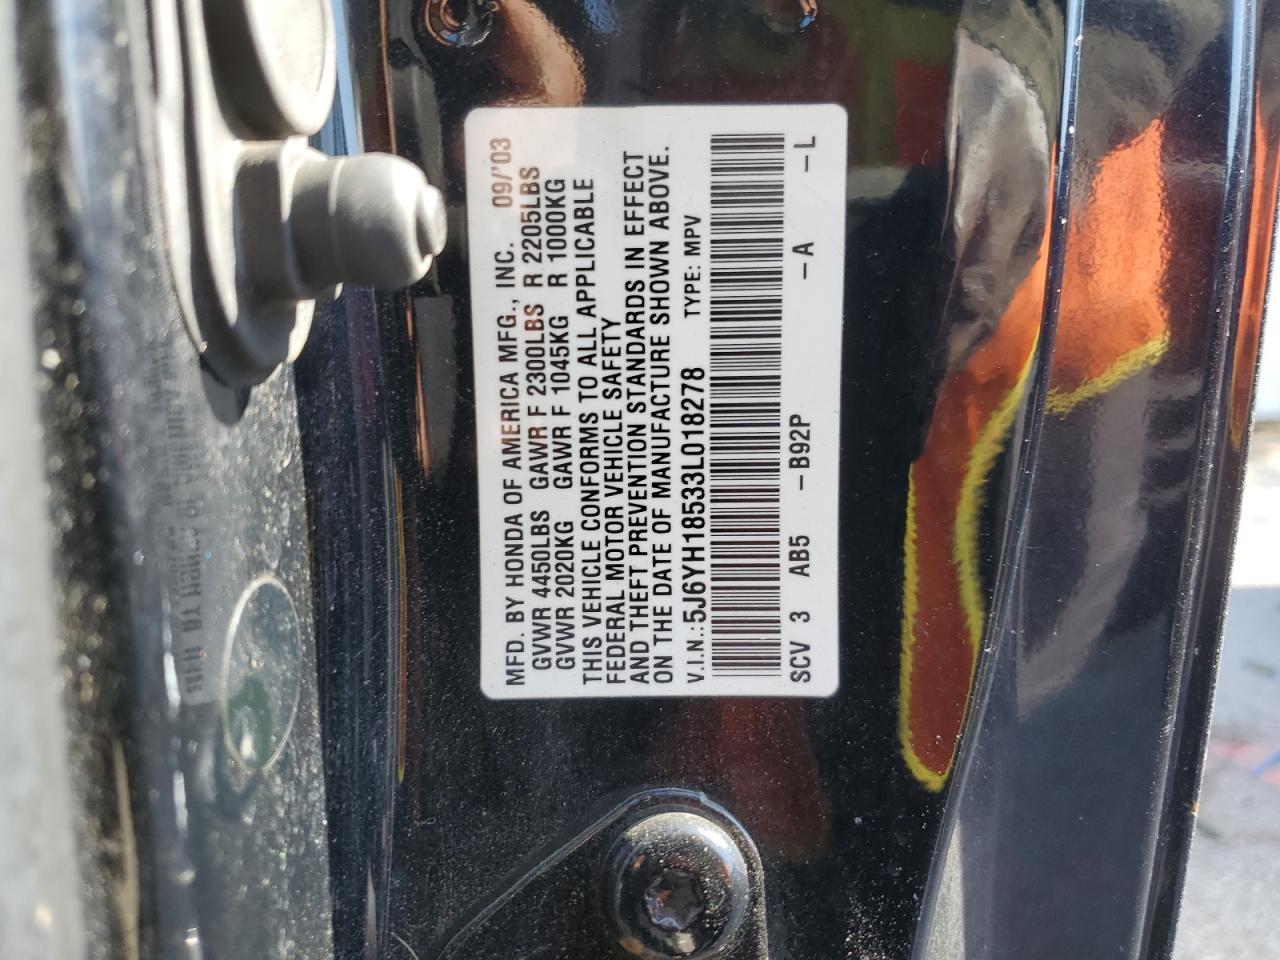 MFD. BY HONDA OF AMERICA MFG., INC. 09/'03
GVWR 4450LBS GAWR F 2300LBS R 2205LBS
GVWR 2020KG GAWR F 1045KG R 1000KG
THIS VEHICLE CONFORMS TO ALL APPLICABLE
FEDERAL MOTOR VEHICLE SAFETY
AND THEFT PREVENTION STANDARDS IN EFFECT
ON THE DATE OF MANUFACTURE SHOWN ABOVE.
V.I.N.:5J6YH18533L018278 TYPE: MPV
SCV 3 AB5 -B92P -A -L